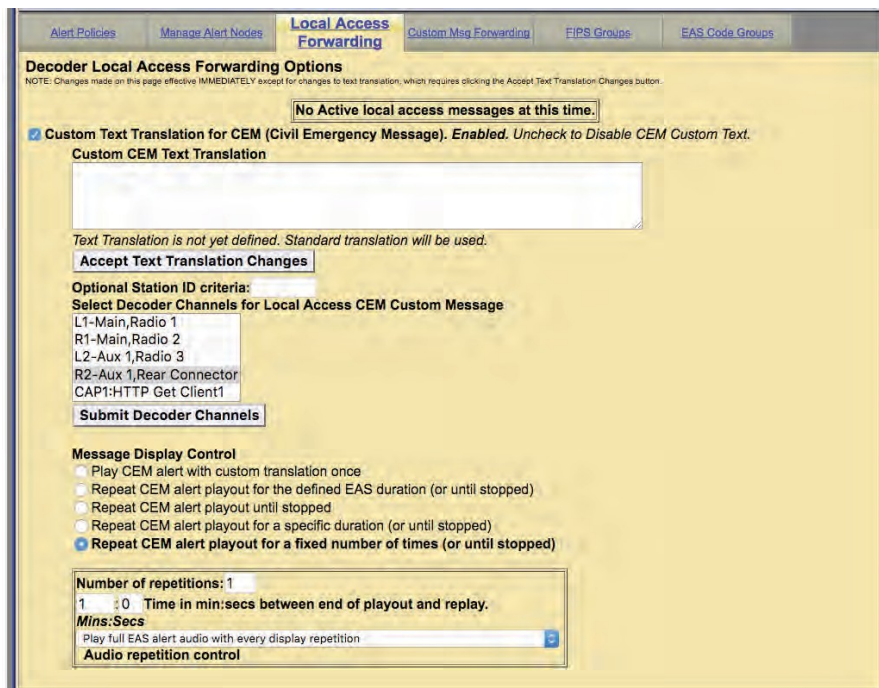 Alert Policies
Manage Alert Nodes
Local Access
Forwarding
Custom Msg Forwarding
FIPS Groups
EAS Code Groups
Decoder Local Access Forwarding Options
NOTE: Changes made on this page effective IMMEDIATELY except for changes to text translation, which requires clicking the Accept Text Translation Changes button.
No Active local access messages at this time.
Custom Text Translation for CEM (Civil Emergency Message). Enabled. Uncheck to Disable CEM Custom Text.
Custom CEM Text Translation
Text Translation is not yet defined. Standard translation will be used.
Accept Text Translation Changes
Optional Station ID criteria:
Select Decoder Channels for Local Access CEM Custom Message
L1-Main,Radio 1
R1-Main,Radio 2
L2-Aux 1,Radio 3
R2-Aux 1,Rear Connector
CAP1:HTTP Get Client1
Submit Decoder Channels
Message Display Control
Play CEM alert with custom translation once
Repeat CEM alert playout for the defined EAS duration (or until stopped)
Repeat CEM alert playout until stopped
Repeat CEM alert playout for a specific duration (or until stopped)
Repeat CEM alert playout for a fixed number of times (or until stopped)
Number of repetitions: 1
1 : 0 Time in min:secs between end of playout and replay.
Mins:Secs
Play full EAS alert audio with every display repetition
Audio repetition control